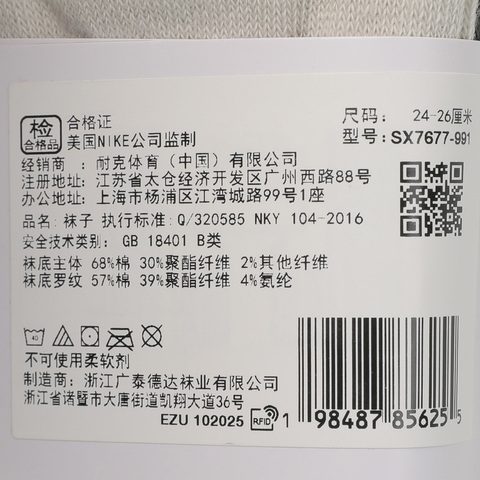 检 合格品
合格证
美国NIKE公司监制
尺码: 24-26厘米
型号: SX7677-991
经销商 : 耐克体育 (中国) 有限公司
注册地址: 江苏省太仓经济开发区广州西路88号
办公地址: 上海市杨浦区江湾城路99号1座
品名: 袜子 执行标准: Q/320585 NKY 104-2016
安全技术类别: GB 18401 B类
袜底主体 68%棉 30%聚酯纤维 2%其他纤维
袜底罗纹 57%棉 39%聚酯纤维 4%氨纶
40
不可使用柔软剂
制造商 : 浙江广泰德达袜业有限公司
浙江省诸暨市大唐街道凯翔大道36号
EZU 102025 RFID 1 98487 85625 5